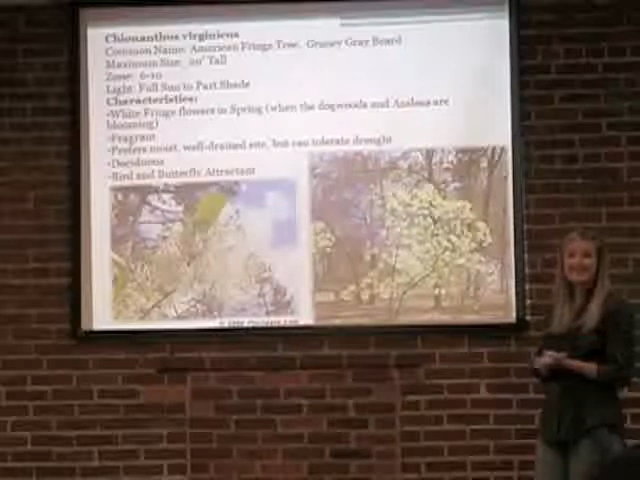 Chionanthus virginicus
Common Name: American Fringe Tree, Grancy Gray Beard
Maximum Size: 20' Tall
Zone: 6-10
Light: Full Sun to Part Shade
Characteristics:
•White Fringe flowers in Spring (when the dogwoods and Azaleas are
blooming)
•Fragrant
•Prefers moist, well-drained site, but can tolerate drought
•Deciduous
•Bird and Butterfly Attractant